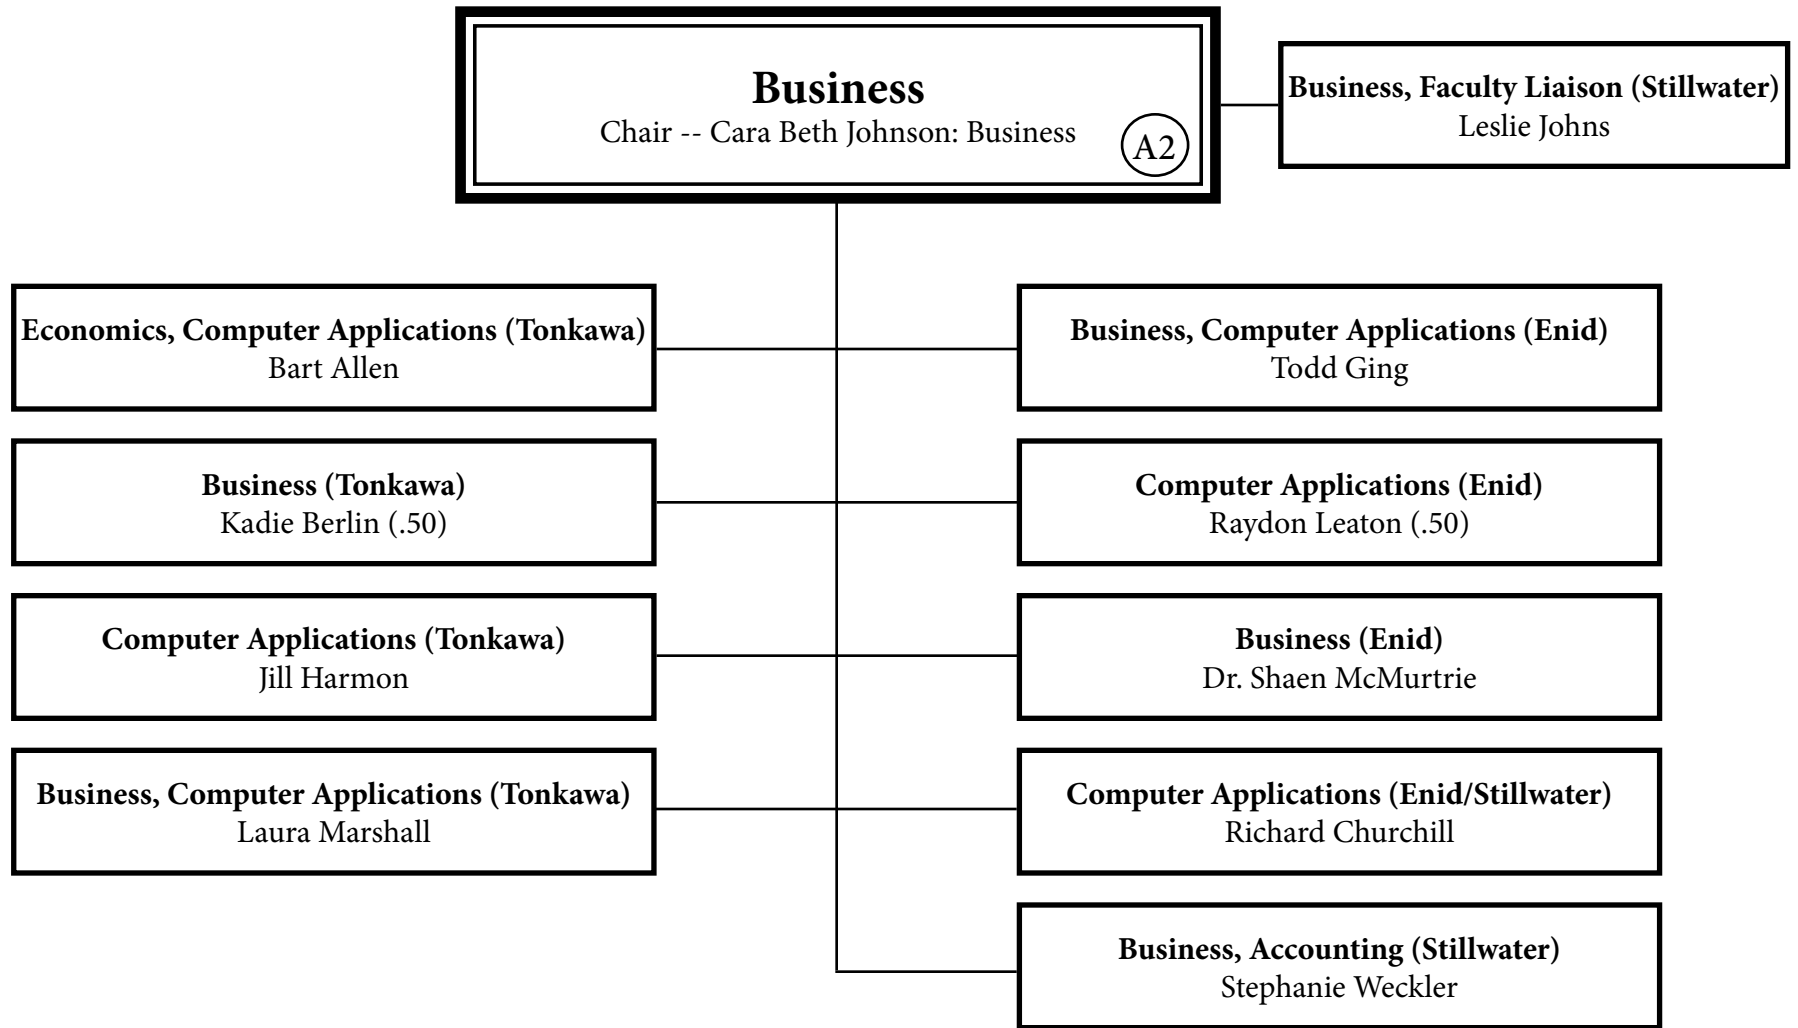 Business
Chair -- Cara Beth Johnson: Business
A2
Business, Faculty Liaison (Stillwater)
Leslie Johns
Economics, Computer Applications (Tonkawa)
Bart Allen
Business, Computer Applications (Enid)
Todd Ging
Business (Tonkawa)
Kadie Berlin (.50)
Computer Applications (Enid)
Raydon Leaton (.50)
Computer Applications (Tonkawa)
Jill Harmon
Business (Enid)
Dr. Shaen McMurtrie
Business, Computer Applications (Tonkawa)
Laura Marshall
Computer Applications (Enid/Stillwater)
Richard Churchill
Business, Accounting (Stillwater)
Stephanie Weckler